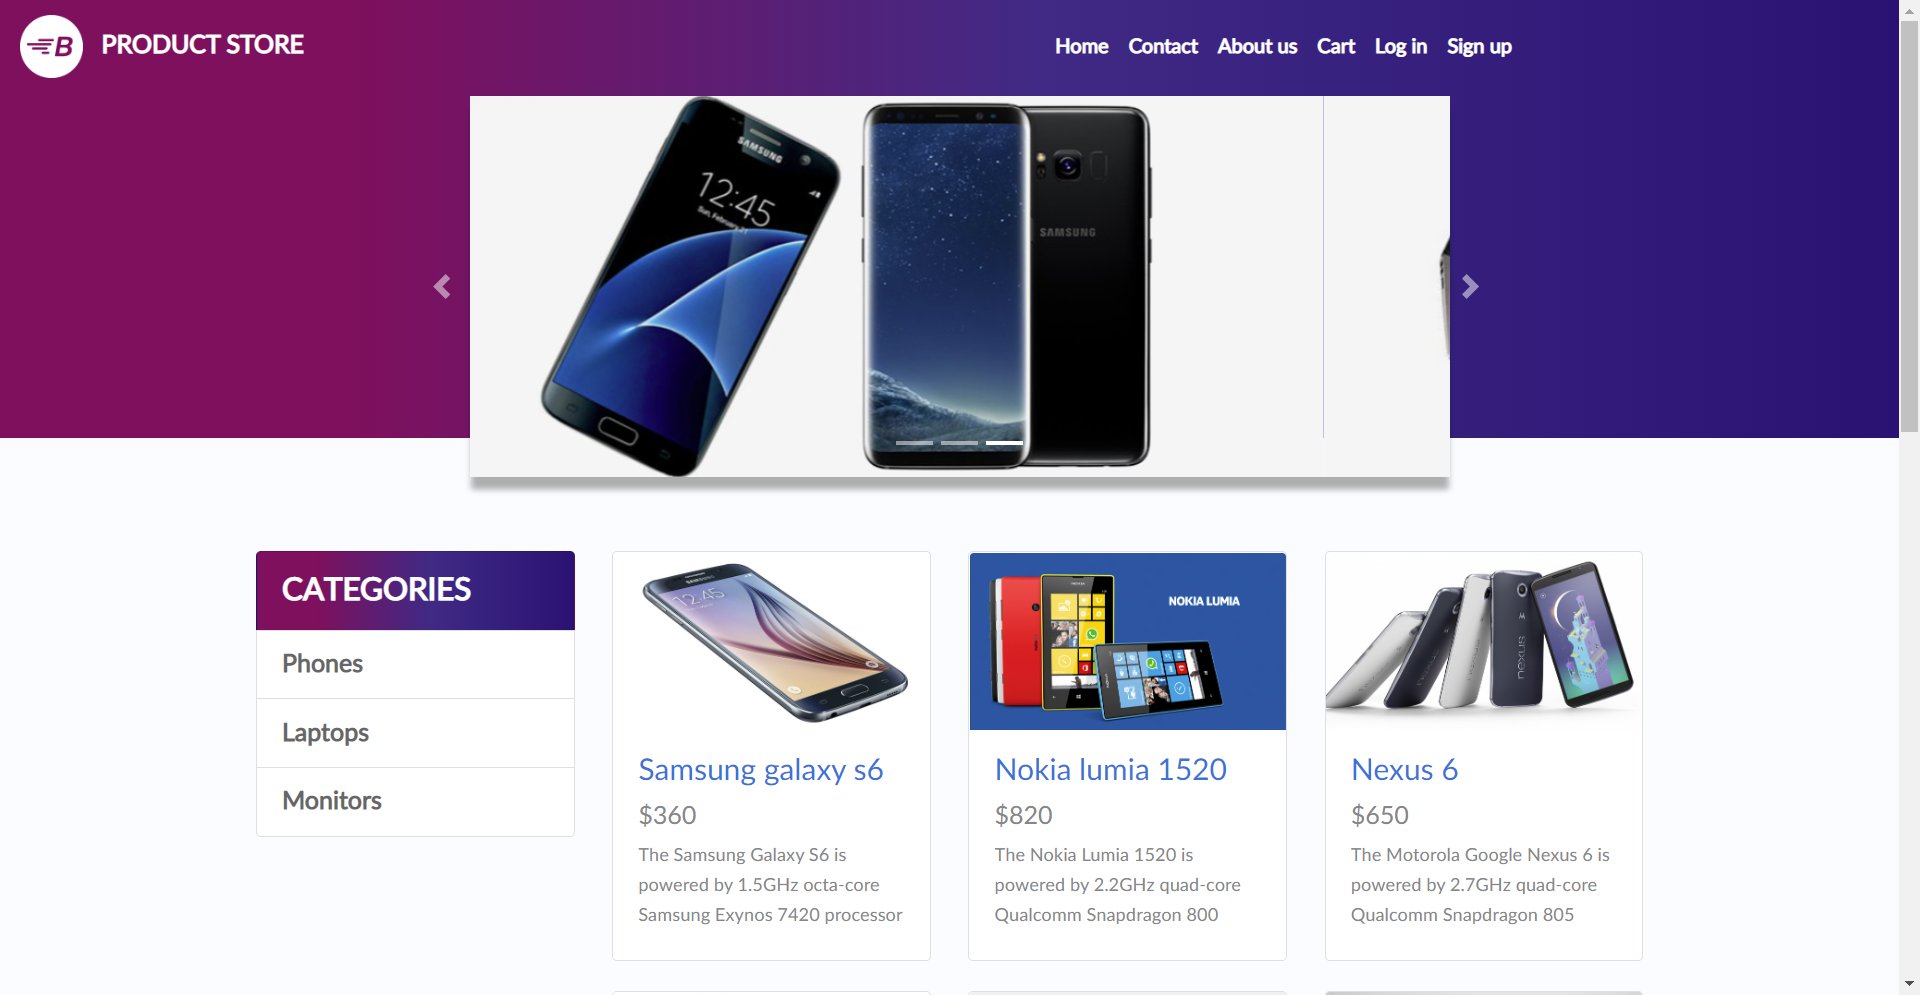 B PRODUCT STORE
Home Contact About us Cart Log in Sign up
SAMSUNG
12:45
SAMSUNG
CATEGORIES
Phones
Laptops
Monitors
SAMSUNG
12:45
Samsung galaxy s6
$360
The Samsung Galaxy S6 is
powered by 1.5GHz octa-core
Samsung Exynos 7420 processor
NOKIA LUMIA
Nokia lumia 1520
$820
The Nokia Lumia 1520 is
powered by 2.2GHz quad-core
Qualcomm Snapdragon 800
nexus
Nexus 6
$650
The Motorola Google Nexus 6 is
powered by 2.7GHz quad-core
Qualcomm Snapdragon 805